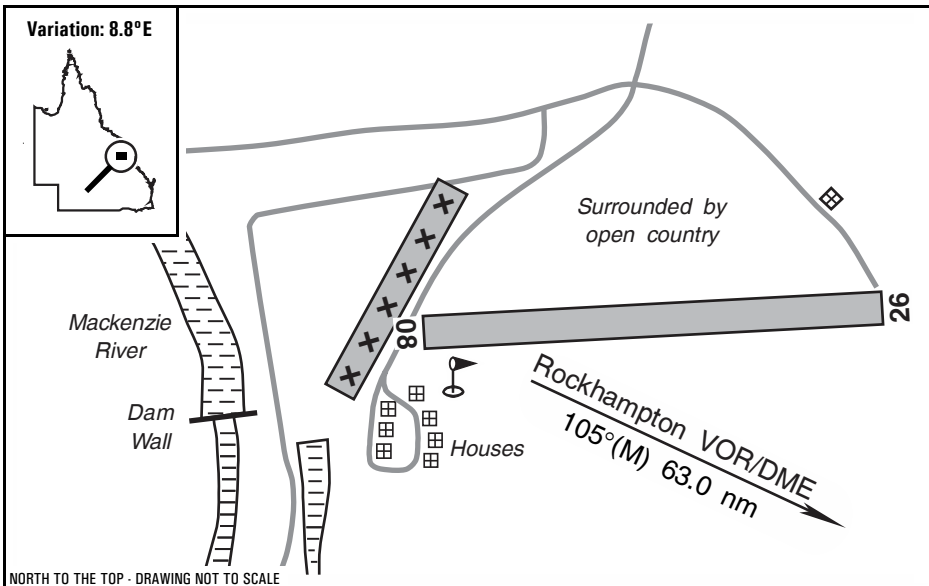 Variation: 8.8°E
Surrounded by
open country
26
08
Mackenzie
River
Dam
Wall
Houses
Rockhampton VOR/DME
105°(M) 63.0 nm
NORTH TO THE TOP - DRAWING NOT TO SCALE